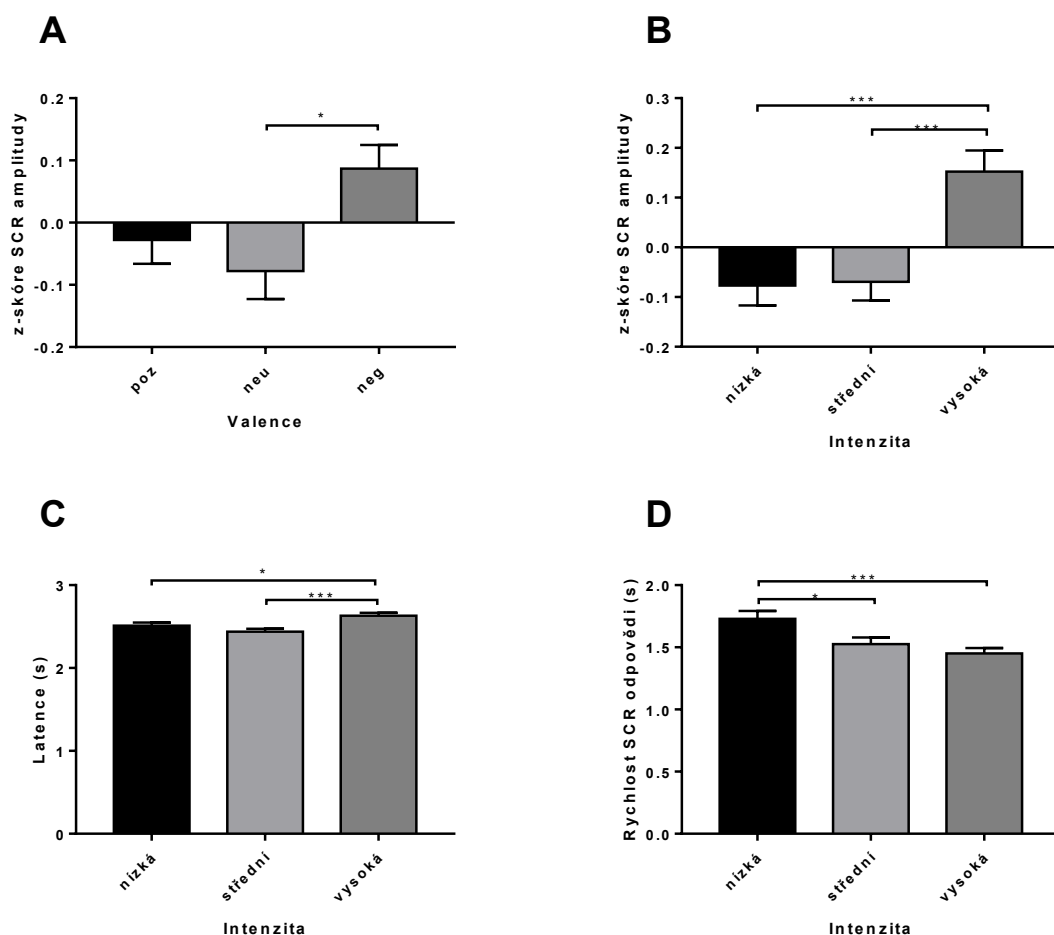 A
z-skóre SCR amplitudy
0.2
0.1
0.0
-0.1
-0.2
*
poz
neu
neg
Valence
B
z-skóre SCR amplitudy
0.3
0.2
0.1
0.0
-0.1
-0.2
***
***
nízká
střední
vysoká
Intenzita
C
Latence (s)
3
2
1
0
*
***
nízká
střední
vysoká
Intenzita
D
Rychlost SCR odpovědi (s)
2.0
1.5
1.0
0.5
0.0
***
*
nízká
střední
vysoká
Intenzita